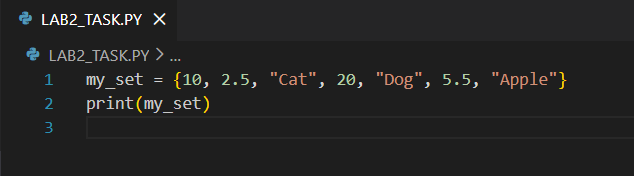 LAB2_TASK.PY ×
LAB2_TASK.PY > ...
1 my_set = {10, 2.5, "Cat", 20, "Dog", 5.5, "Apple"}
2 print(my_set)
3